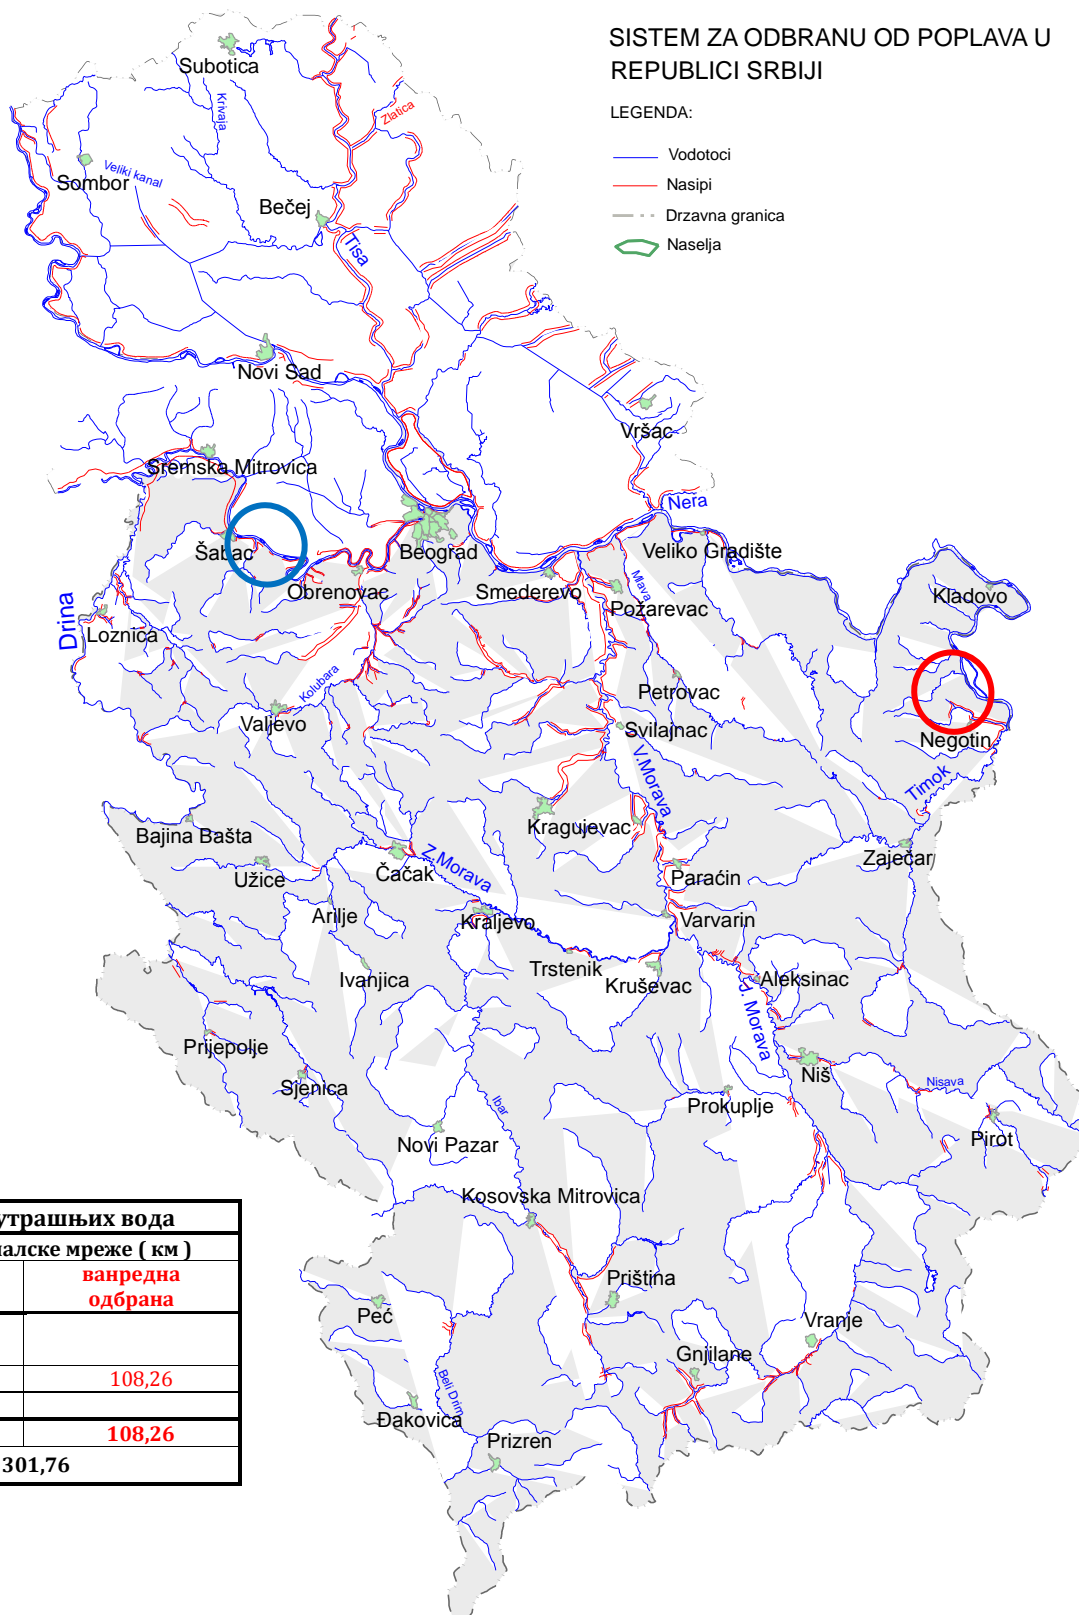 SISTEM ZA ODBRANU OD POPLAVA U
REPUBLICI SRBIJI
LEGENDA:
Vodotoci
Nasipi
Drzavna granica
Naselja
Subotica
Krivaja
Zlatica
Sombor
Veliki kanal
Bečej
Tisa
Novi Sad
Vršac
Sremska Mitrovica
Nera
Šabac
Beograd
Veliko Gradište
Obrenovac
Smederevo
Mlava
Požarevac
Kladovo
Drina
Loznica
Kolubara
Petrovac
Valjevo
Svilajnac
Negotin
V.Morava
Timok
Bajina Bašta
Kragujevac
Zaječar
Užice
Čačak
Z.Morava
Paraćin
Arilje
Kraljevo
Varvarin
Ivanjica
Trstenik
Kruševac
Aleksinac
J. Morava
Prijepolje
Sjenica
Niš
Nisava
Ibar
Prokuplje
Novi Pazar
Pirot
Kosovska Mitrovica
Priština
Peć
Vranje
Gnjilane
Beli Drim
Đakovica
Prizren
утрашњих вода
алске мреже ( км )
ванредна
одбрана
108,26
108,26
301,76